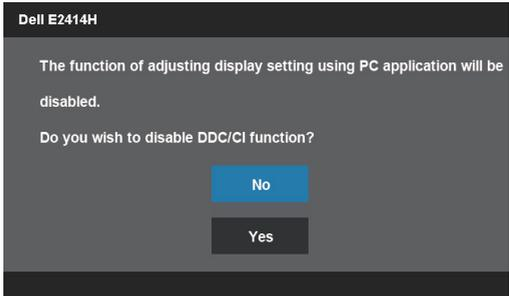 Dell E2414H
The function of adjusting display setting using PC application will be
disabled.
Do you wish to disable DDC/CI function?
No
Yes